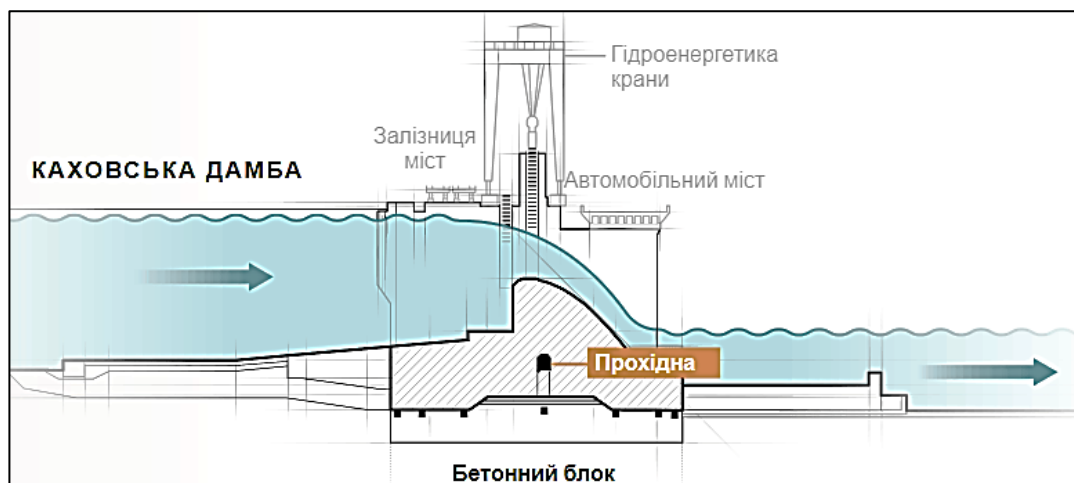 Гідроенергетика
крани
Залізниця
міст
КАХОВСЬКА ДАМБА
Автомобільний міст
Прохідна
Бетонний блок